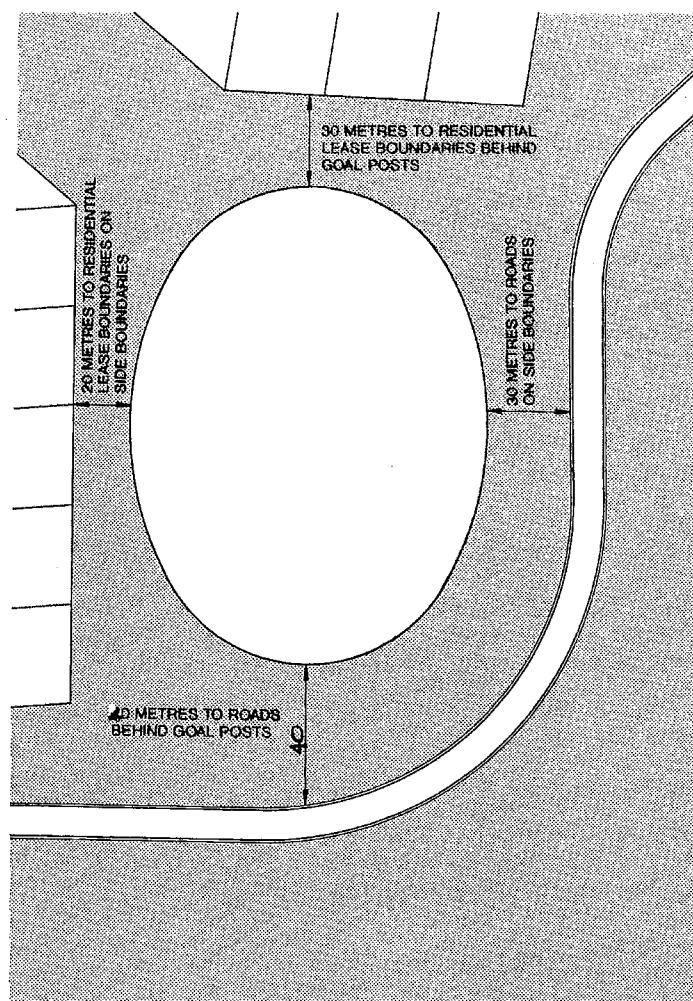 30 METRES TO RESIDENTIAL
LEASE BOUNDARIES BEHIND
GOAL POSTS
20 METRES TO RESIDENTIAL
LEASE BOUNDARIES ON
SIDE BOUNDARIES
30 METRES TO ROADS
ON SIDE BOUNDARIES
40 METRES TO ROADS
BEHIND GOAL POSTS
40